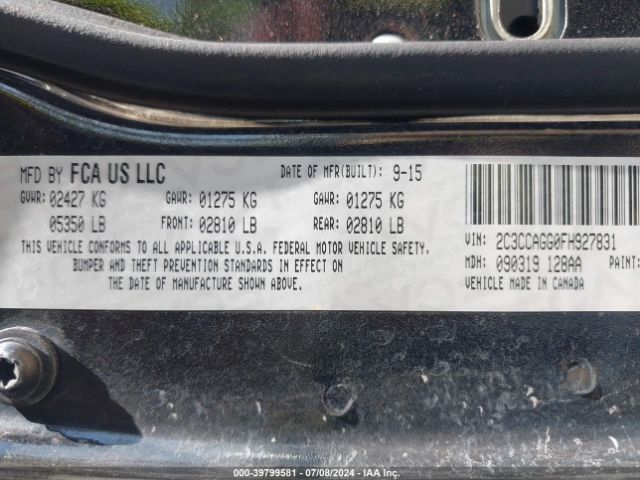 MFD BY FCA US LLC DATE OF MFR(BUILT): 9-15
GVWR: 02427 KG GAWR: 01275 KG GAWR: 01275 KG
05350 LB FRONT: 02810 LB REAR: 02810 LB
THIS VEHICLE CONFORMS TO ALL APPLICABLE U.S.A. FEDERAL MOTOR VEHICLE SAFETY,
BUMPER AND THEFT PREVENTION STANDARDS IN EFFECT ON
THE DATE OF MANUFACTURE SHOWN ABOVE.
VIN: 2C3CCAGG0FH927831
MDH: 090319 128AA PAINT:
VEHICLE MADE IN CANADA
000-39799581 - 07/08/2024 - IAA Inc.